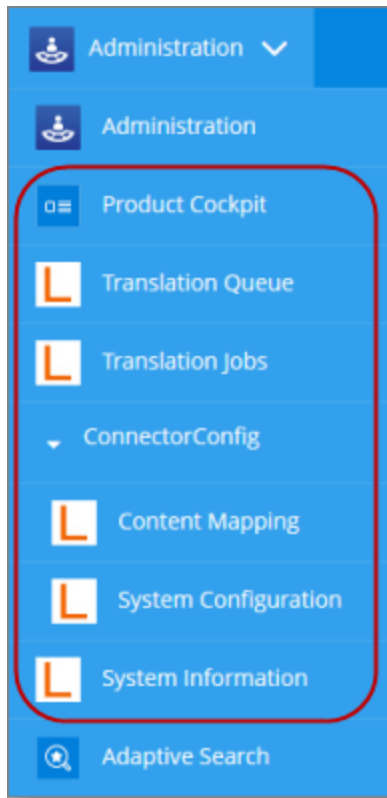 Administration
Administration
Product Cockpit
L Translation Queue
L Translation Jobs
ConnectorConfig
L Content Mapping
L System Configuration
L System Information
Adaptive Search